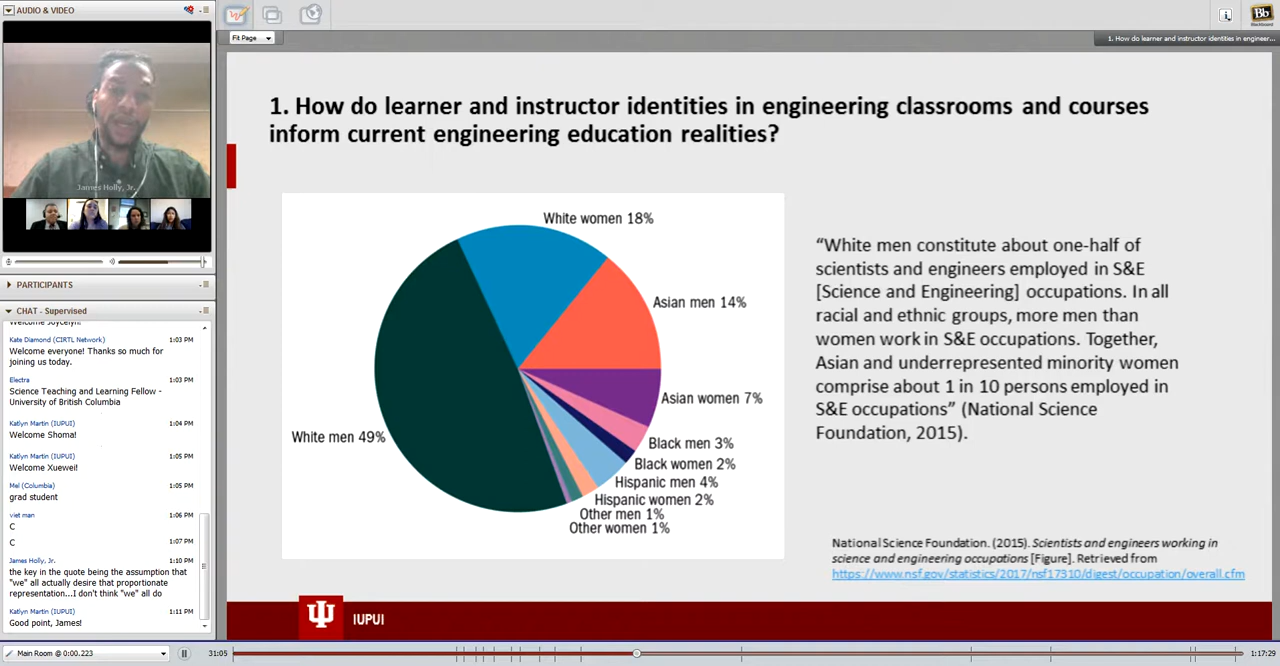 AUDIO & VIDEO
James Holly, Jr.
PARTICIPANTS
CHAT - Supervised
Welcome Joycelyn!
Kate Diamond (CIRTL Network) 1:03 PM
Welcome everyone! Thanks so much for
joining us today.
Electra 1:03 PM
Science Teaching and Learning Fellow -
University of British Columbia
Katlyn Martin (IUPUI) 1:04 PM
Welcome Shoma!
Katlyn Martin (IUPUI) 1:05 PM
Welcome Xuewei!
Mel (Columbia) 1:05 PM
grad student
viet man 1:06 PM
C
C 1:07 PM
James Holly, Jr. 1:10 PM
the key in the quote being the assumption that
"we" all actually desire that proportionate
representation...I don't think "we" all do
Katlyn Martin (IUPUI) 1:11 PM
Good point, James!
Main Room @ 0:00.223
Fit Page
Bb
Blackboard
1. How do learner and instructor identities in engineer...
1. How do learner and instructor identities in engineering classrooms and courses
inform current engineering education realities?
White women 18%
Asian men 14%
Asian women 7%
White men 49%
Black men 3%
Black women 2%
Hispanic men 4%
Hispanic women 2%
Other men 1%
Other women 1%
“White men constitute about one-half of
scientists and engineers employed in S&E
[Science and Engineering] occupations. In all
racial and ethnic groups, more men than
women work in S&E occupations. Together,
Asian and underrepresented minority women
comprise about 1 in 10 persons employed in
S&E occupations” (National Science
Foundation, 2015).
National Science Foundation. (2015). Scientists and engineers working in
science and engineering occupations [Figure]. Retrieved from
https://www.nsf.gov/statistics/2017/nsf17310/digest/occupation/overall.cfm
IUPUI
31:05
1:17:29